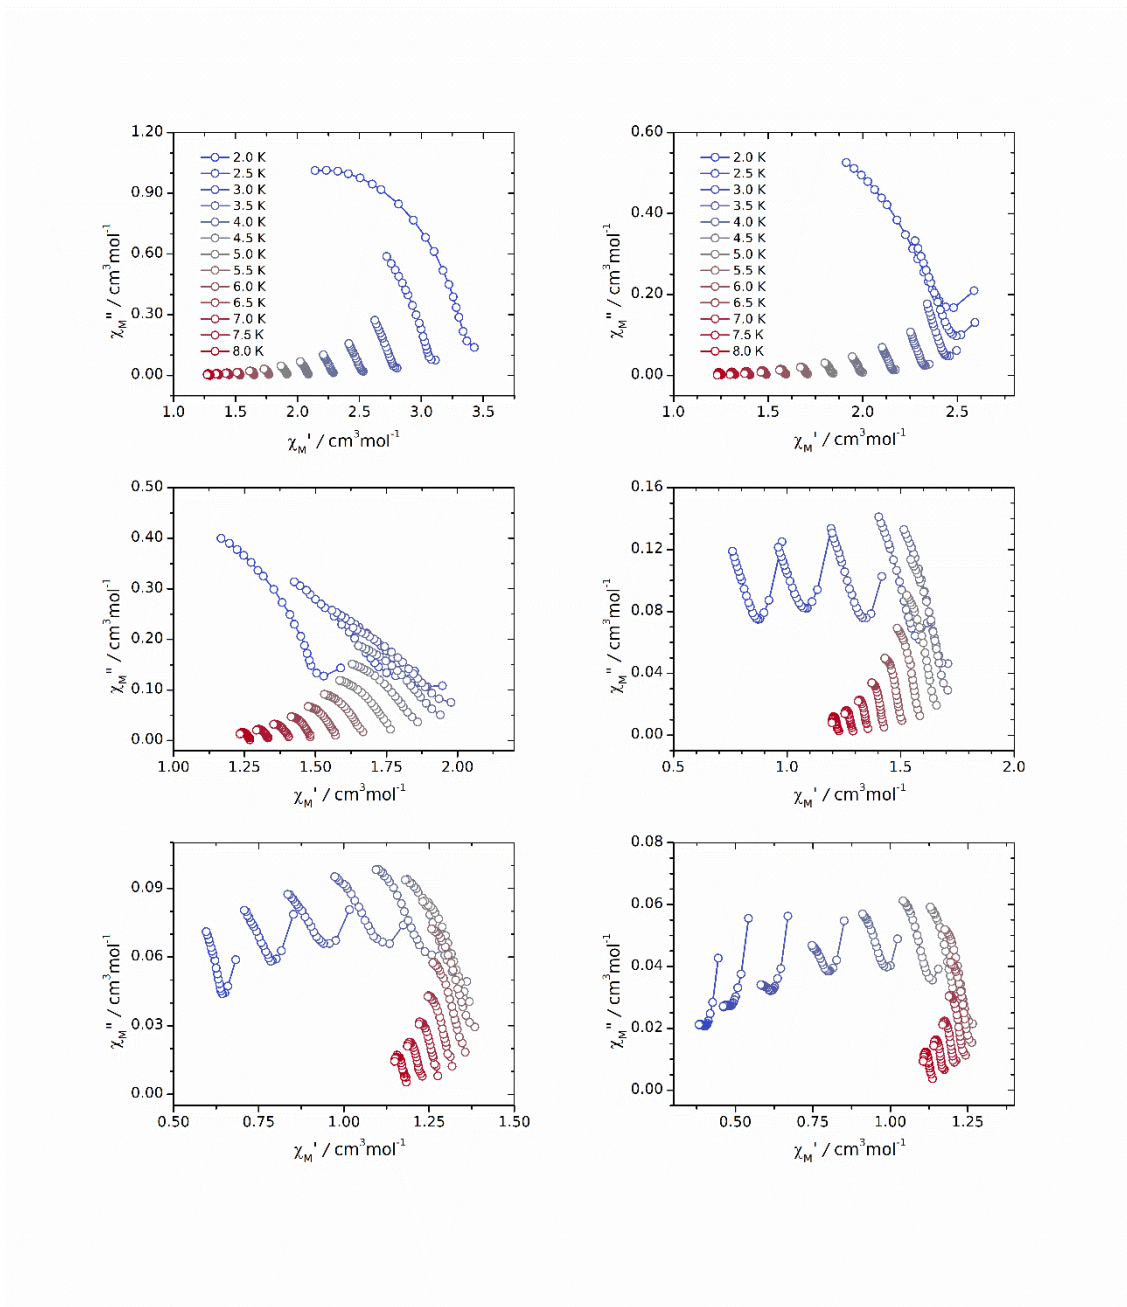 1.20
0.90
0.60
0.30
0.00
χM'' / cm³mol⁻¹
2.0 K
2.5 K
3.0 K
3.5 K
4.0 K
4.5 K
5.0 K
5.5 K
6.0 K
6.5 K
7.0 K
7.5 K
8.0 K
1.0 1.5 2.0 2.5 3.0 3.5
χM' / cm³mol⁻¹
0.60
0.40
0.20
0.00
χM'' / cm³mol⁻¹
2.0 K
2.5 K
3.0 K
3.5 K
4.0 K
4.5 K
5.0 K
5.5 K
6.0 K
6.5 K
7.0 K
7.5 K
8.0 K
1.0 1.5 2.0 2.5
χM' / cm³mol⁻¹
0.50
0.40
0.30
0.20
0.10
0.00
χM'' / cm³mol⁻¹
1.00 1.25 1.50 1.75 2.00
χM' / cm³mol⁻¹
0.16
0.12
0.08
0.04
0.00
χM'' / cm³mol⁻¹
0.5 1.0 1.5 2.0
χM' / cm³mol⁻¹
0.09
0.06
0.03
0.00
χM'' / cm³mol⁻¹
0.50 0.75 1.00 1.25 1.50
χM' / cm³mol⁻¹
0.08
0.06
0.04
0.02
0.00
χM'' / cm³mol⁻¹
0.50 0.75 1.00 1.25
χM' / cm³mol⁻¹